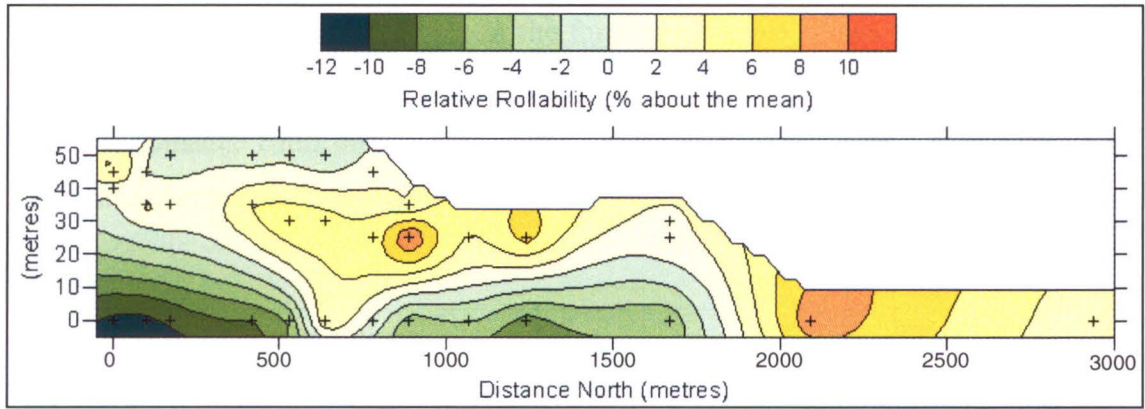 -12 -10 -8 -6 -4 -2 0 2 4 6 8 10
Relative Rollability (% about the mean)
50
40
30
20
10
0
(metres)
0 500 1000 1500 2000 2500 3000
Distance North (metres)